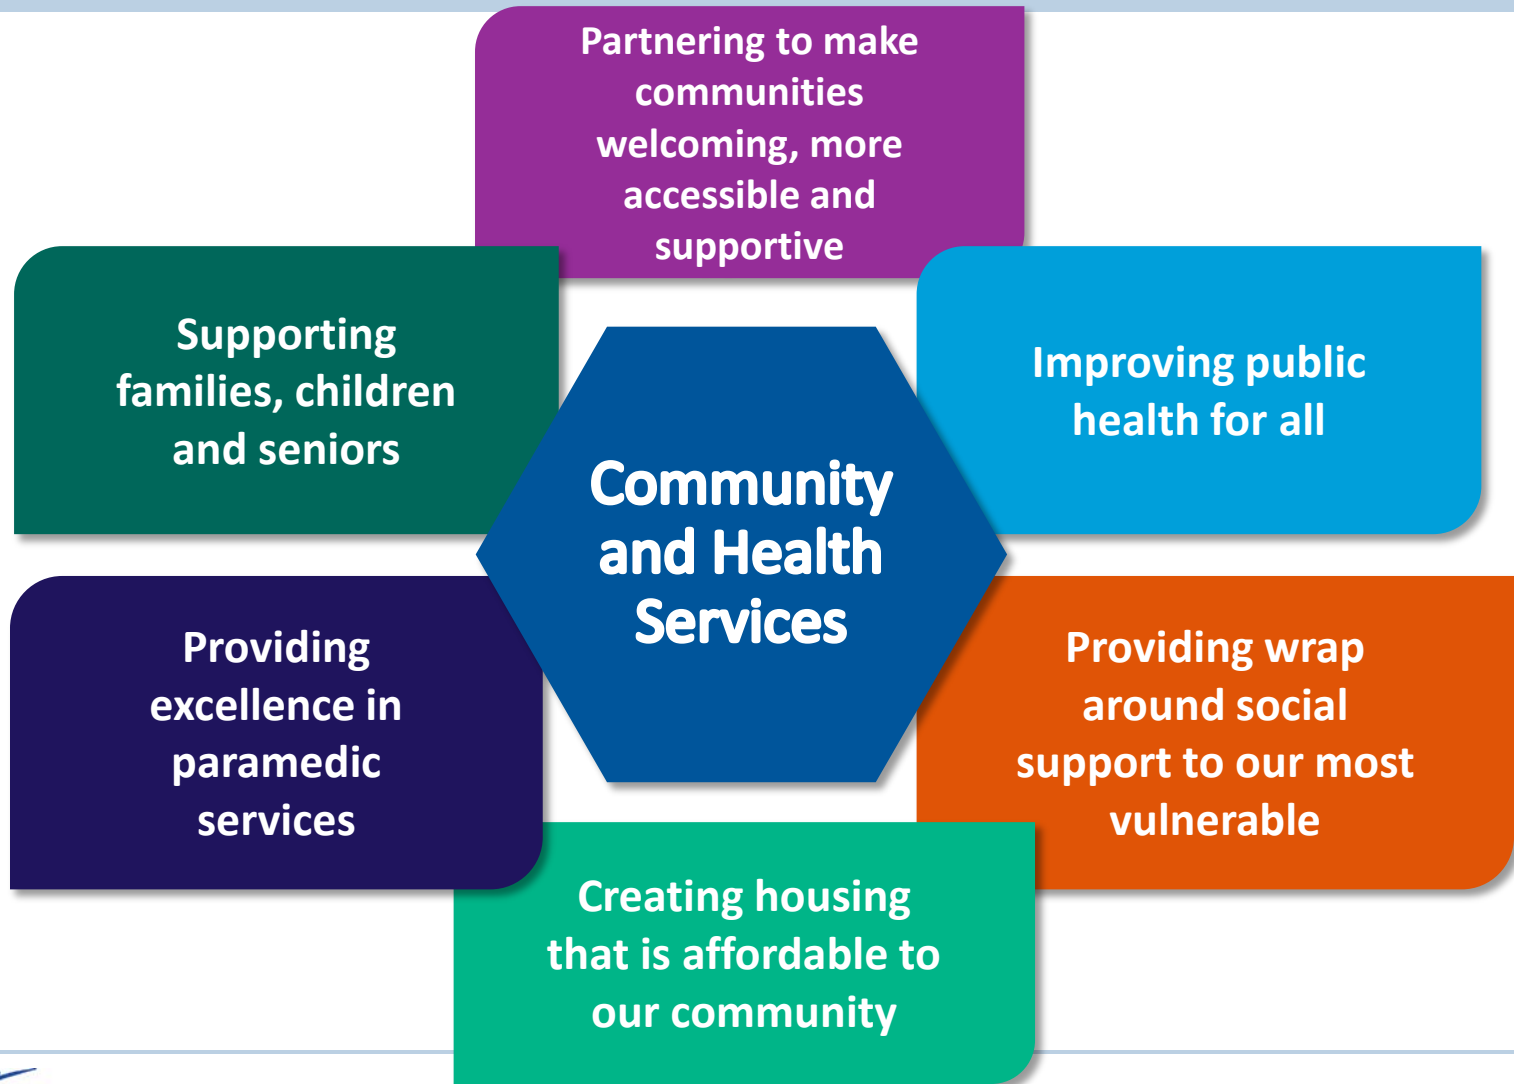 Partnering to make
communities
welcoming, more
accessible and
supportive
Supporting
families, children
and seniors
Improving public
health for all
Community
and Health
Services
Providing
excellence in
paramedic
services
Providing wrap
around social
support to our most
vulnerable
Creating housing
that is affordable to
our community